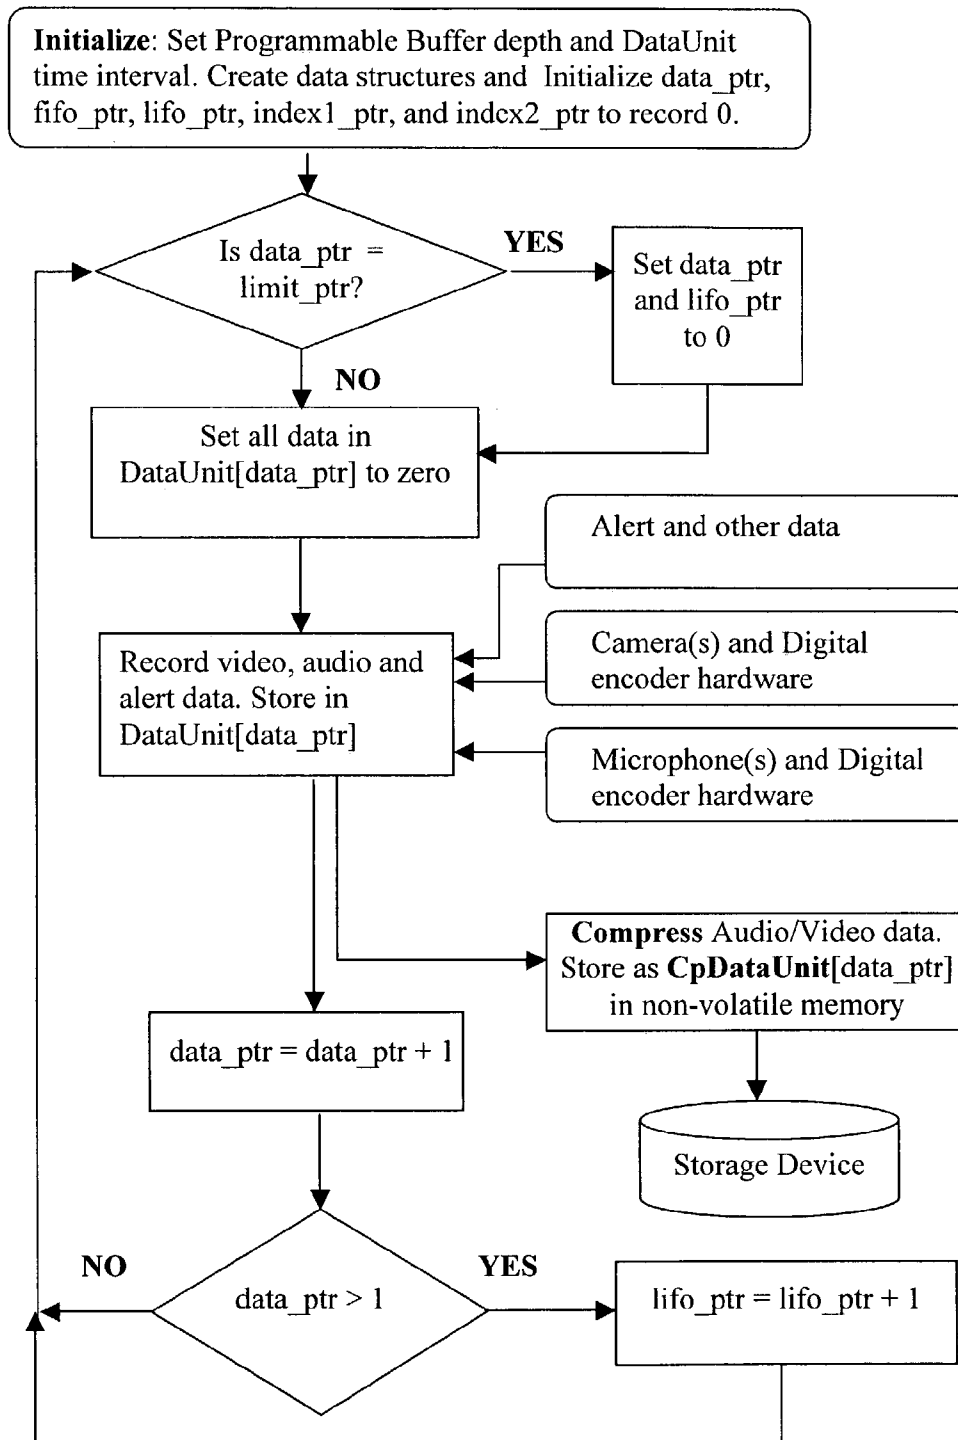 Initialize: Set Programmable Buffer depth and DataUnit
time interval. Create data structures and Initialize data_ptr,
fifo_ptr, lifo_ptr, index1_ptr, and index2_ptr to record 0.
Is data_ptr =
limit_ptr?
YES
Set data_ptr
and lifo_ptr
to 0
NO
Set all data in
DataUnit[data_ptr] to zero
Alert and other data
Record video, audio and
alert data. Store in
DataUnit[data_ptr]
Camera(s) and Digital
encoder hardware
Microphone(s) and Digital
encoder hardware
Compress Audio/Video data.
Store as CpDataUnit[data_ptr]
in non-volatile memory
data_ptr = data_ptr + 1
Storage Device
NO
YES
data_ptr > 1
lifo_ptr = lifo_ptr + 1